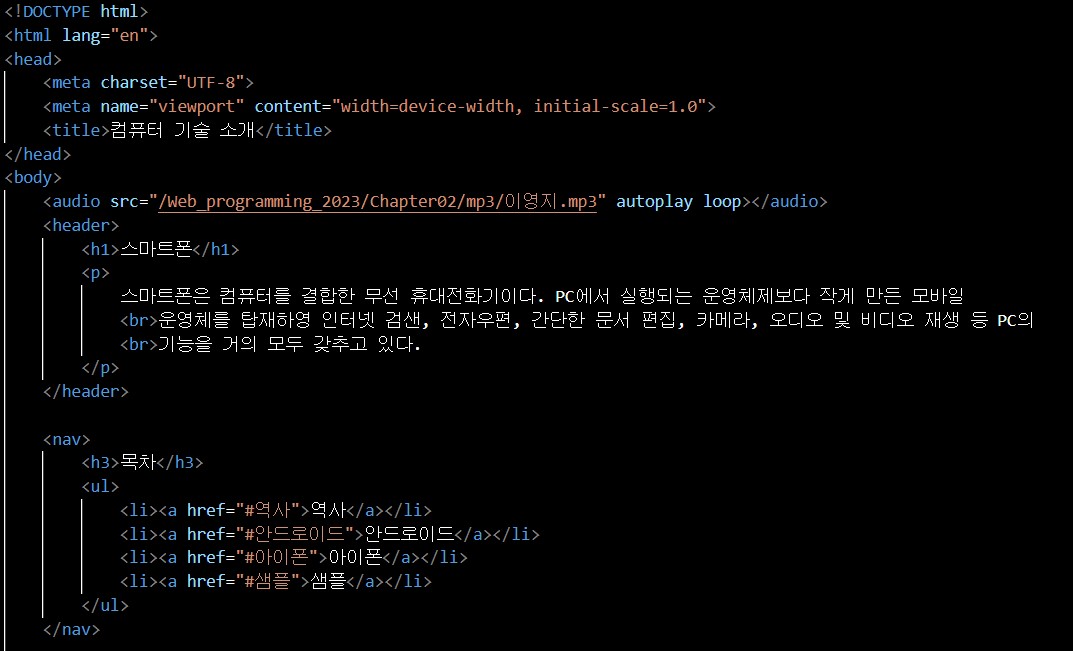 <!DOCTYPE html>
<html lang="en">
<head>
<meta charset="UTF-8">
<meta name="viewport" content="width=device-width, initial-scale=1.0">
<title>컴퓨터 기술 소개</title>
</head>
<body>
<audio src="/Web_programming_2023/Chapter02/mp3/이영지.mp3" autoplay loop></audio>
<header>
<h1>스마트폰</h1>
<p>
스마트폰은 컴퓨터를 결합한 무선 휴대전화기이다. PC에서 실행되는 운영체제보다 작게 만든 모바일
<br>운영체를 탑재하영 인터넷 검샌, 전자우편, 간단한 문서 편집, 카메라, 오디오 및 비디오 재생 등 PC의
<br>기능을 거의 모두 갖추고 있다.
</p>
</header>
<nav>
<h3>목차</h3>
<ul>
<li><a href="#역사">역사</a></li>
<li><a href="#안드로이드">안드로이드</a></li>
<li><a href="#아이폰">아이폰</a></li>
<li><a href="#샘플">샘플</a></li>
</ul>
</nav>